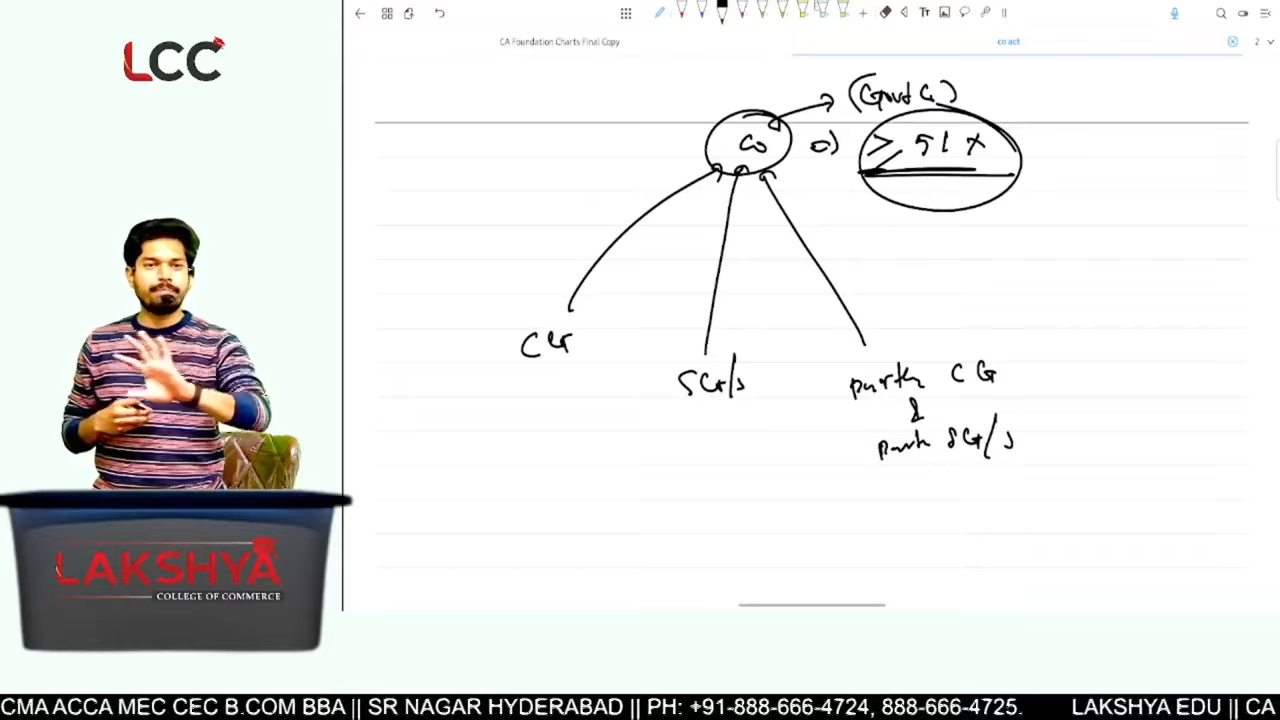 LCC
CA Foundation Charts Final Copy
co act
2
Tт
(Govt Co)
Co
⇒
≥ 51 %
CG
SG/s
partly CG
&
partly SG/s
LAKSHYA
COLLEGE OF COMMERCE
CMA ACCA MEC CEC B.COM BBA || SR NAGAR HYDERABAD || PH: +91-888-666-4724, 888-666-4725. LAKSHYA EDU || CA